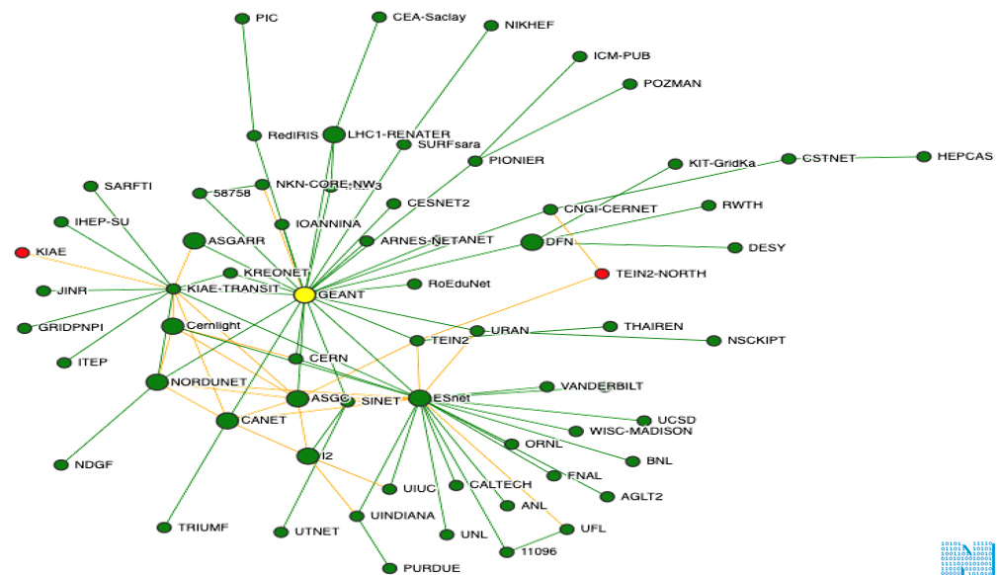 PIC
CEA-Saclay
NIKHEF
ICM-PUB
POZMAN
RedIRIS
LHC1-RENATER
SURFsara
PIONIER
KIT-GridKa
CSTNET
HEPCAS
SARFTI
58758
NKN-CORE-NW
CESNET2
CNGI-CERNET
RWTH
IHEP-SU
IOANNINA
ASGARR
ARNES-NET
DFN
DESY
KIAE
KREONET
TEIN2-NORTH
JINR
KIAE-TRANSIT
GEANT
RoEduNet
GRIDPNPI
Cernlight
URAN
THAIREN
TEIN2
NSCKIPT
ITEP
CERN
NORDUNET
VANDERBILT
ASGC
SINET
ESnet
CANET
UCSD
WISC-MADISON
ORNL
I2
BNL
NDGF
FNAL
UIUC
CALTECH
AGLT2
ANL
UINDIANA
TRIUMF
UTNET
UNL
UFL
11096
PURDUE